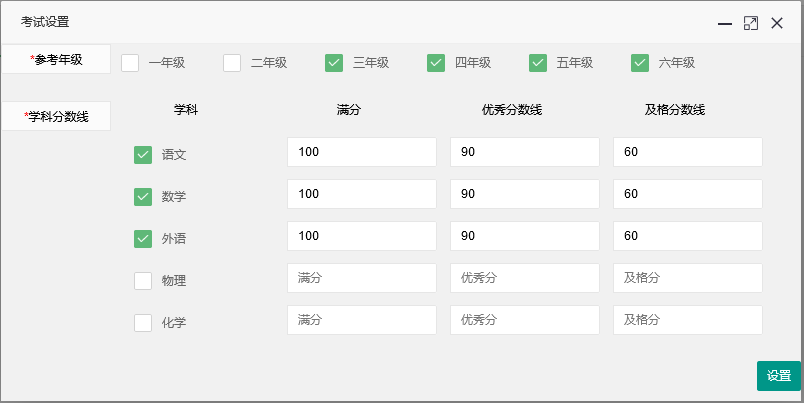 考试设置
*参考年级 一年级 二年级 三年级 四年级 五年级 六年级
*学科分数线 学科 满分 优秀分数线 及格分数线
语文 100 90 60
数学 100 90 60
外语 100 90 60
物理 满分 优秀分 及格分
化学 满分 优秀分 及格分
设置